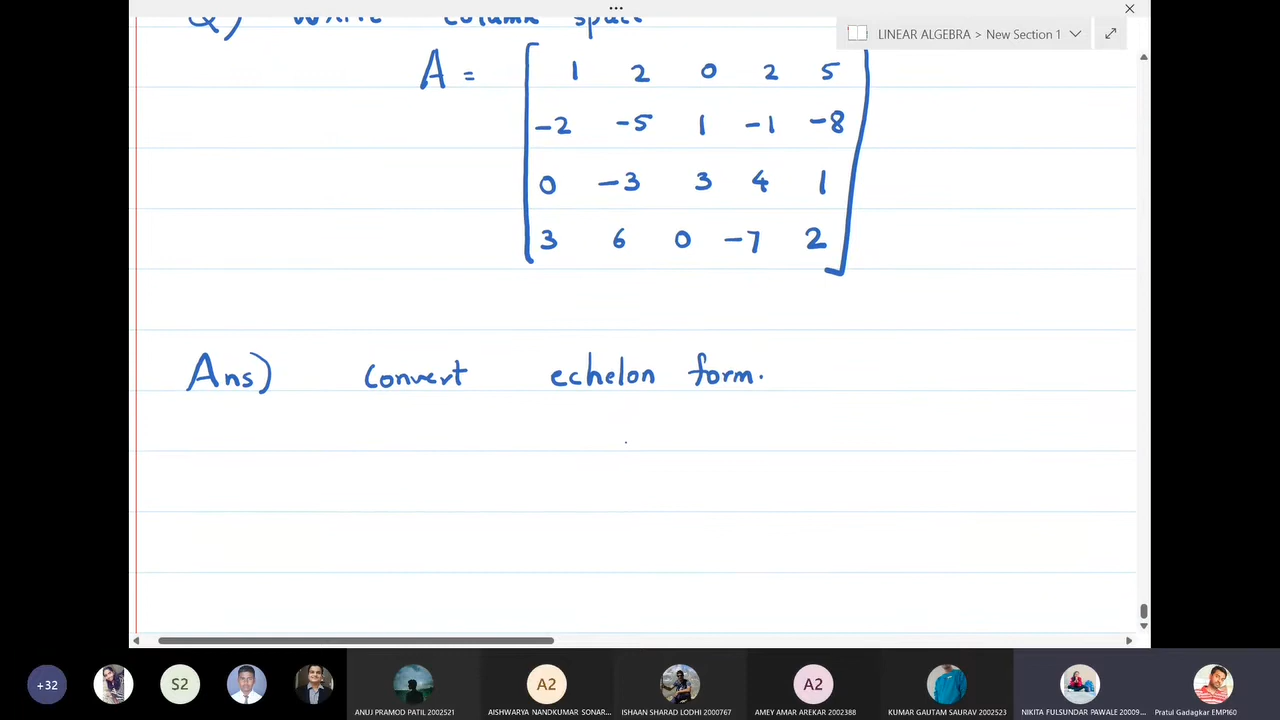 Q) Write column space
LINEAR ALGEBRA > New Section 1
A = 1 2 0 2 5
-2 -5 1 -1 -8
0 -3 3 4 1
3 6 0 -7 2
Ans) convert echelon form.
+32
S2
A2
A2
ANUJ PRAMOD PATIL 2002521
AISHWARYA NANDKUMAR SONAR...
ISHAAN SHARAD LODHI 2000767
AMEY AMAR AREKAR 2002388
KUMAR GAUTAM SAURAV 2002523
NIKITA FULSUNDAR PAWALE 20009...
Pratul Gadagkar EMP160